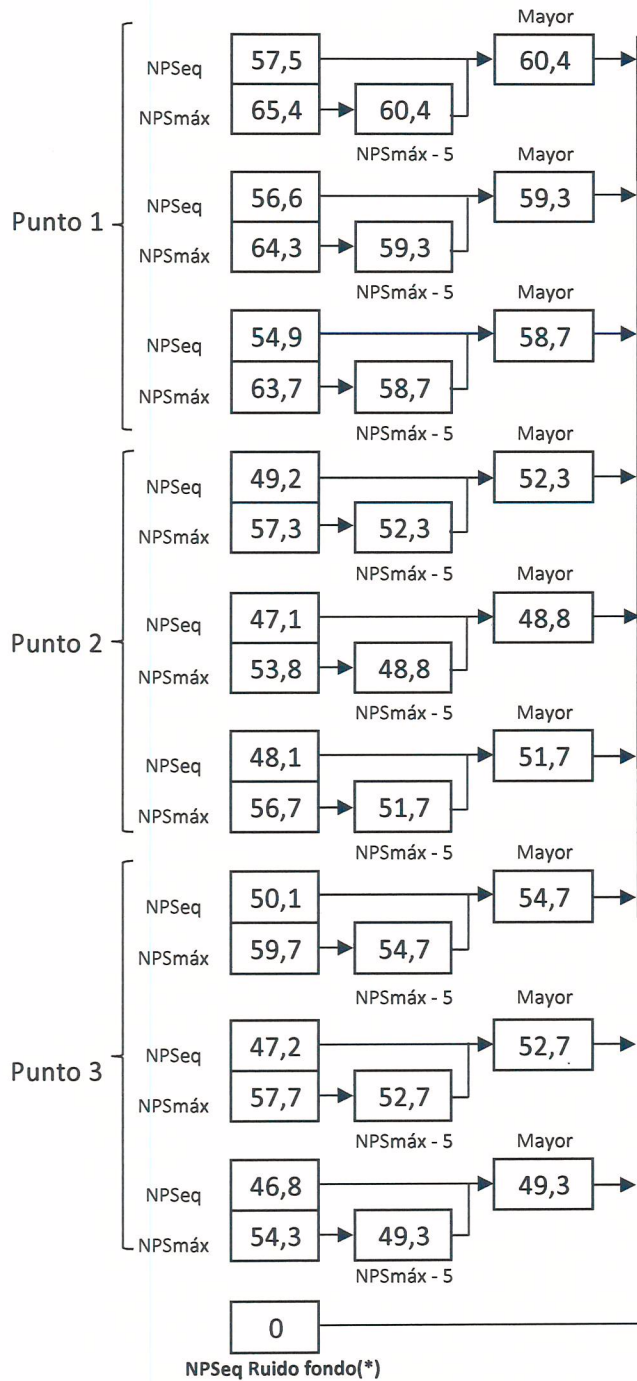 Mayor
NPSeq 57,5 60,4
NPSmáx 65,4 60,4
NPSmáx - 5 Mayor
NPSeq 56,6 59,3
Punto 1
NPSmáx 64,3 59,3
NPSmáx - 5 Mayor
NPSeq 54,9 58,7
NPSmáx 63,7 58,7
NPSmáx - 5 Mayor
NPSeq 49,2 52,3
NPSmáx 57,3 52,3
NPSmáx - 5 Mayor
NPSeq 47,1 48,8
Punto 2
NPSmáx 53,8 48,8
NPSmáx - 5 Mayor
NPSeq 48,1 51,7
NPSmáx 56,7 51,7
NPSmáx - 5 Mayor
NPSeq 50,1 54,7
NPSmáx 59,7 54,7
NPSmáx - 5 Mayor
NPSeq 47,2 52,7
Punto 3
NPSmáx 57,7 52,7
NPSmáx - 5 Mayor
NPSeq 46,8 49,3
NPSmáx 54,3 49,3
NPSmáx - 5
0
NPSeq Ruido fondo(*)